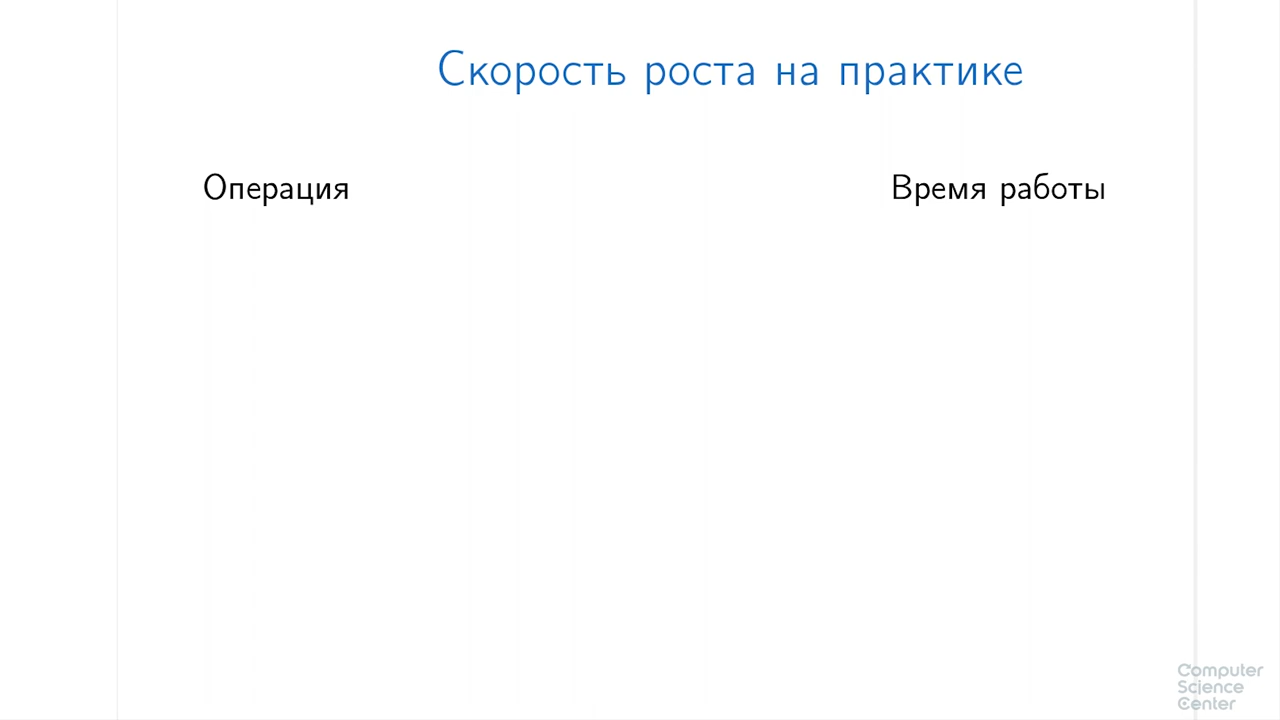 Скорость роста на практике
Операция Время работы
Computer
Science
Center